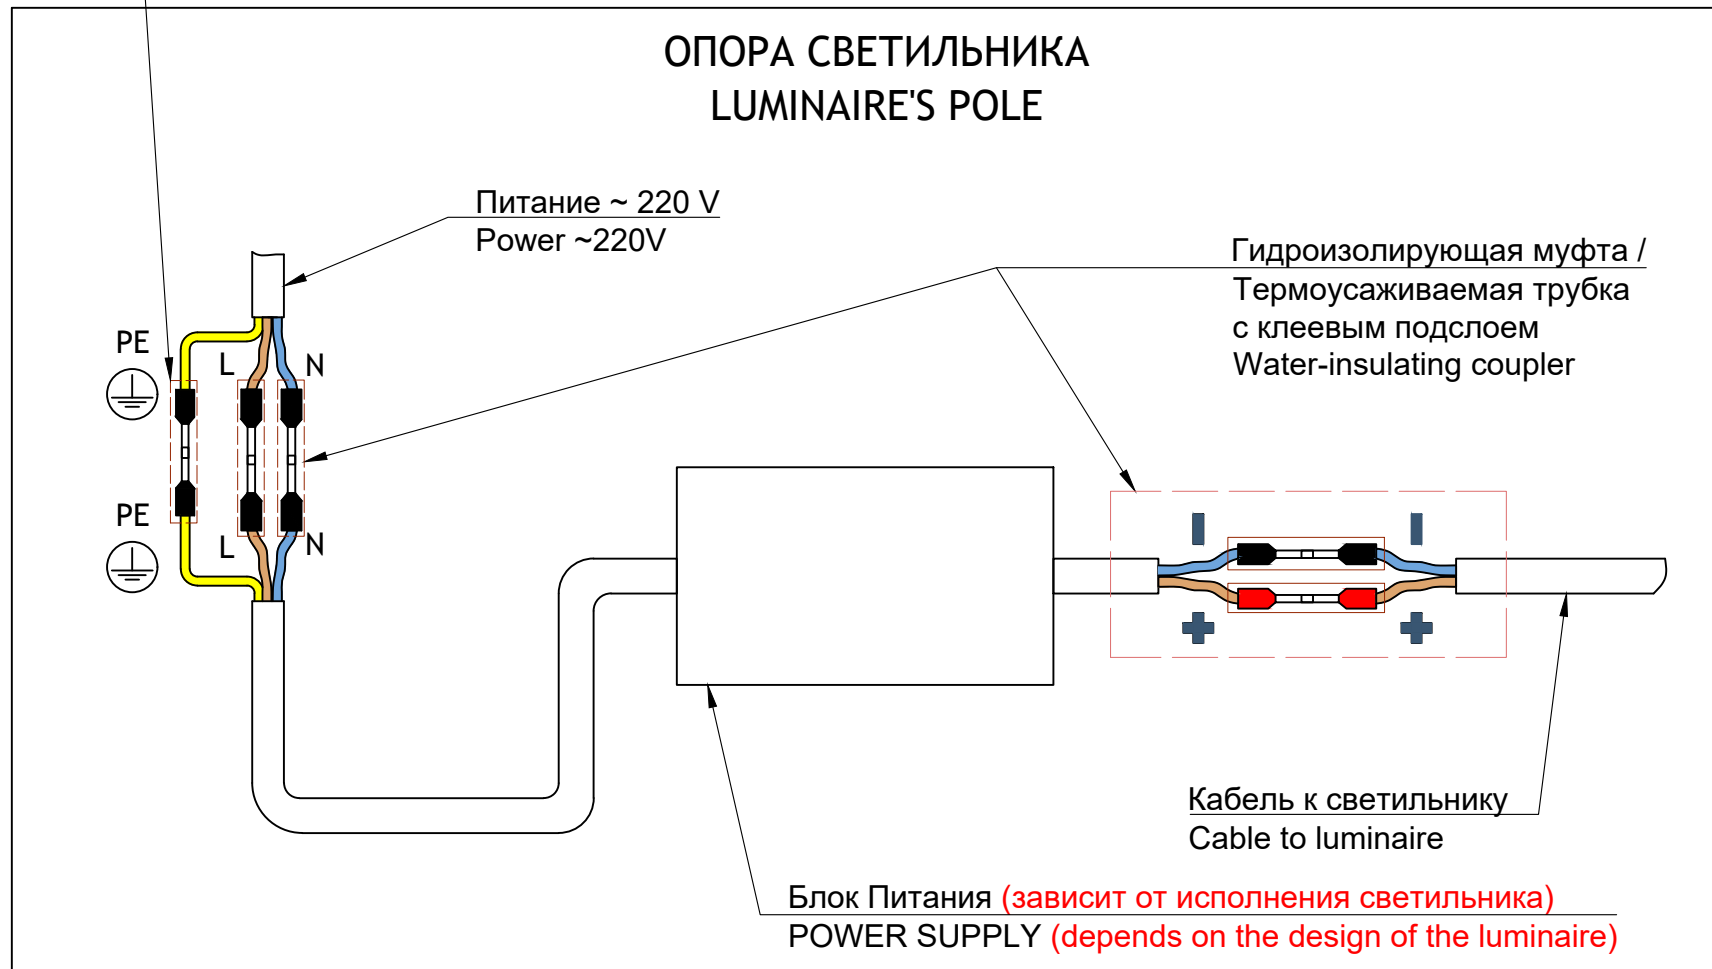 ОПОРА СВЕТИЛЬНИКА
LUMINAIRE'S POLE
Питание ~ 220 V
Power ~220V
Гидроизолирующая муфта /
Термоусаживаемая трубка
с клеевым подслоем
Water-insulating coupler
PE
L
N
PE
L
N
Кабель к светильнику
Cable to luminaire
Блок Питания (зависит от исполнения светильника)
POWER SUPPLY (depends on the design of the luminaire)